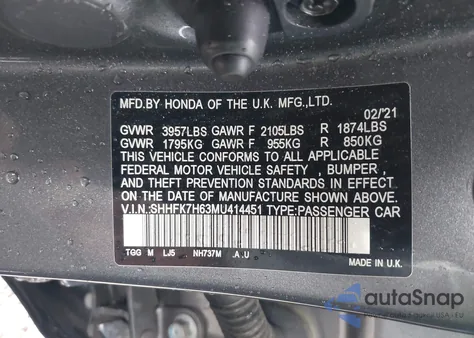 MFD.BY HONDA OF THE U.K. MFG.,LTD.
02/21
GVWR 3957LBS GAWR F 2105LBS R 1874LBS
GVWR 1795KG GAWR F 955KG R 850KG
THIS VEHICLE CONFORMS TO ALL APPLICABLE
FEDERAL MOTOR VEHICLE SAFETY , BUMPER ,
AND THEFT PREVENTION STANDARDS IN EFFECT
ON THE DATE OF MANUFACTURE SHOWN ABOVE.
V.I.N.:SHHFK7H63MU414451 TYPE:PASSENGER CAR
TGG M LJ5 NH737M .A.U
MADE IN U.K.
autoSnap